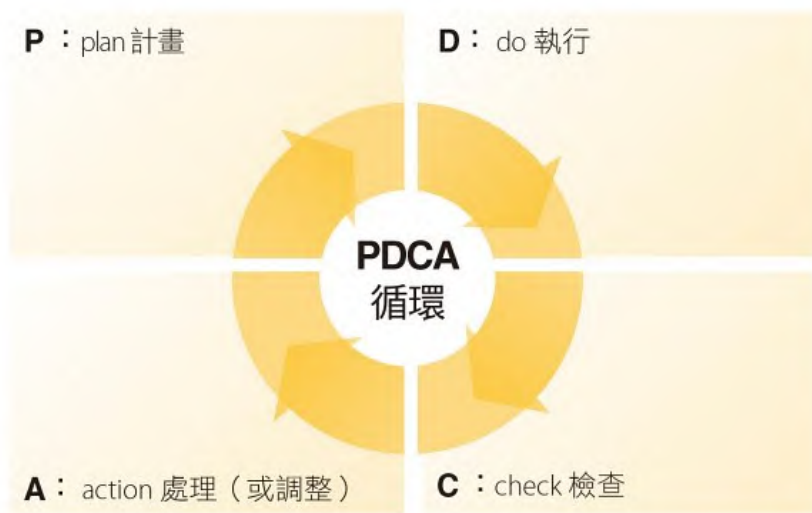 P：plan 計畫
D： do 執行
PDCA
循環
A： action 處理（或調整）
C ：check 檢查